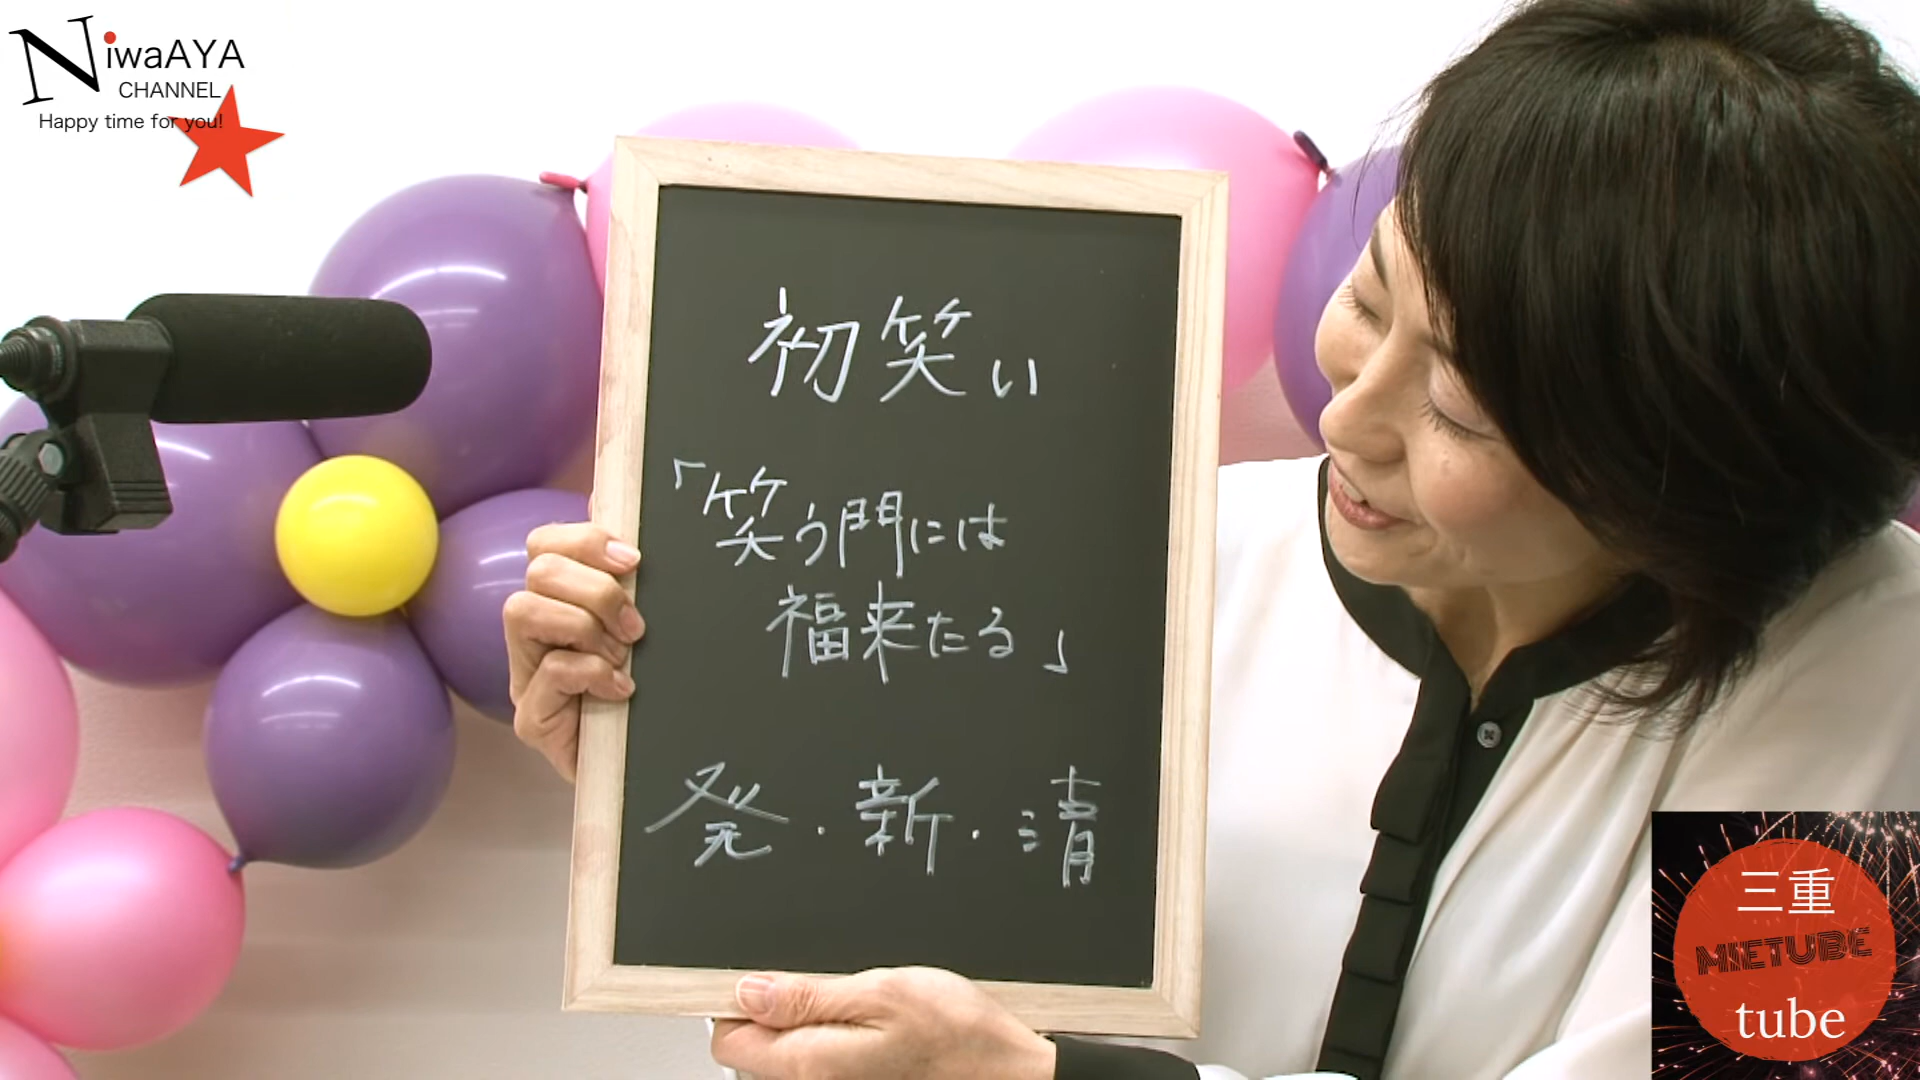 NiwaAYA
CHANNEL
Happy time for you!
初笑い
「笑う門には
福来たる」
発・新・清
三重
MIETUBE
tube